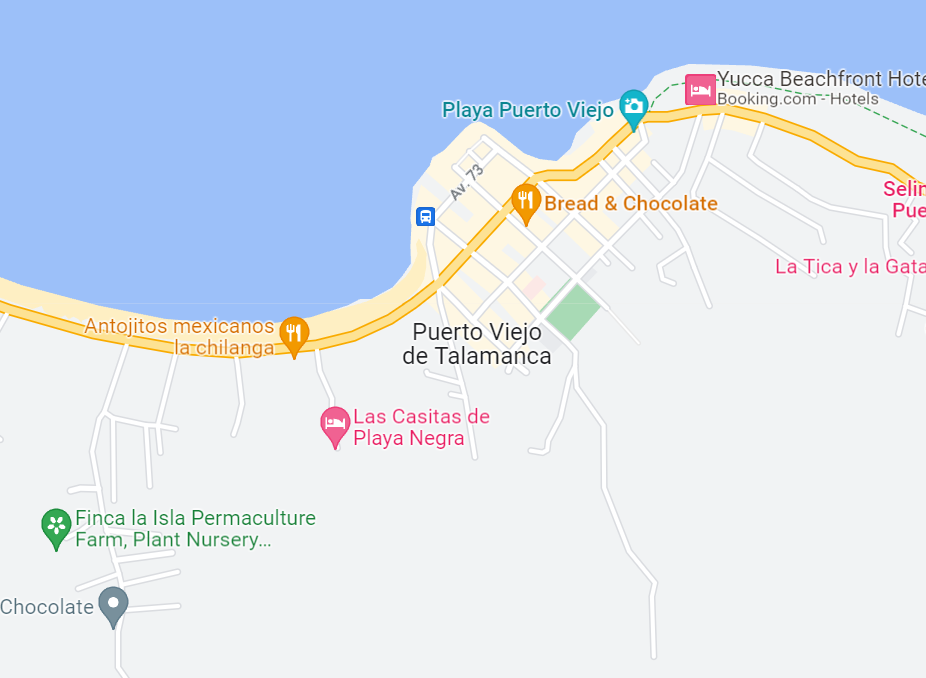 Yucca Beachfront Hote
Booking.com - Hotels
Playa Puerto Viejo
Av. 73
Selin
Pue
Bread & Chocolate
La Tica y la Gata
Antojitos mexicanos
la chilanga
Puerto Viejo
de Talamanca
Las Casitas de
Playa Negra
Finca la Isla Permaculture
Farm, Plant Nursery...
Chocolate